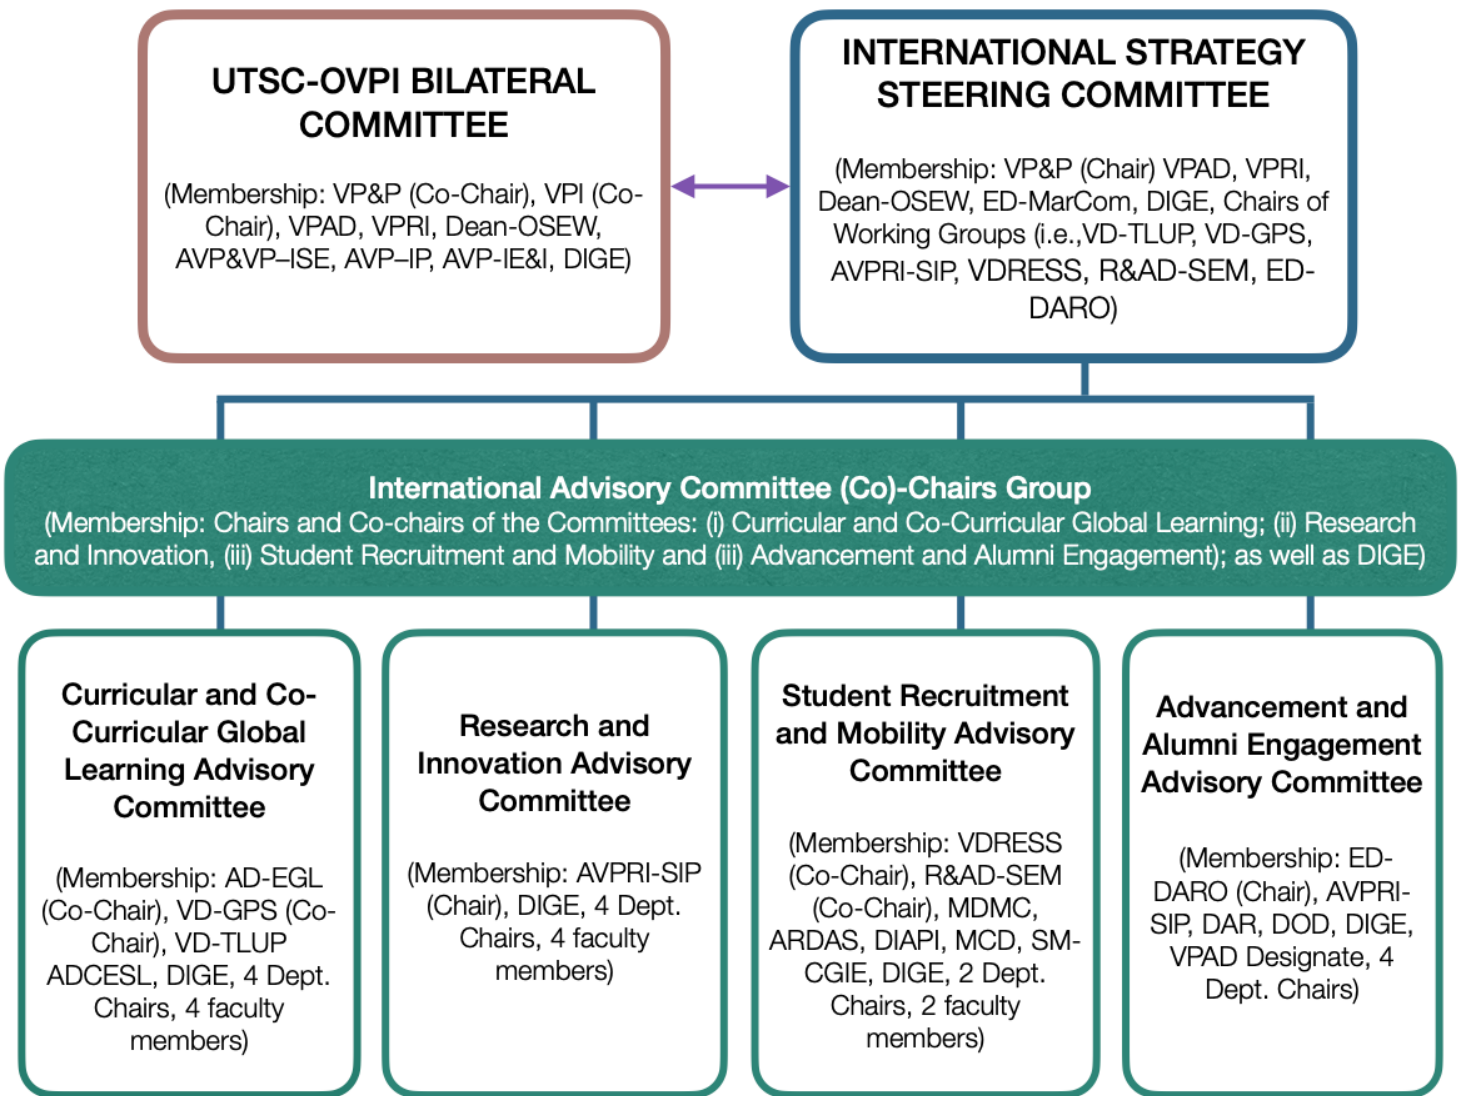 UTSC-OVPI BILATERAL
COMMITTEE
(Membership: VP&P (Co-Chair), VPI (Co-
Chair), VPAD, VPRI, Dean-OSEW,
AVP&VP–ISE, AVP–IP, AVP-IE&I, DIGE)
INTERNATIONAL STRATEGY
STEERING COMMITTEE
(Membership: VP&P (Chair) VPAD, VPRI,
Dean-OSEW, ED-MarCom, DIGE, Chairs of
Working Groups (i.e.,VD-TLUP, VD-GPS,
AVPRI-SIP, VDRESS, R&AD-SEM, ED-
DARO)
International Advisory Committee (Co)-Chairs Group
(Membership: Chairs and Co-chairs of the Committees: (i) Curricular and Co-Curricular Global Learning; (ii) Research
and Innovation, (iii) Student Recruitment and Mobility and (iii) Advancement and Alumni Engagement); as well as DIGE)
Curricular and Co-
Curricular Global
Learning Advisory
Committee
(Membership: AD-EGL
(Co-Chair), VD-GPS (Co-
Chair), VD-TLUP
ADCESL, DIGE, 4 Dept.
Chairs, 4 faculty
members)
Research and
Innovation Advisory
Committee
(Membership: AVPRI-SIP
(Chair), DIGE, 4 Dept.
Chairs, 4 faculty
members)
Student Recruitment
and Mobility Advisory
Committee
(Membership: VDRESS
(Co-Chair), R&AD-SEM
(Co-Chair), MDMC,
ARDAS, DIAPI, MCD, SM-
CGIE, DIGE, 2 Dept.
Chairs, 2 faculty
members)
Advancement and
Alumni Engagement
Advisory Committee
(Membership: ED-
DARO (Chair), AVPRI-
SIP, DAR, DOD, DIGE,
VPAD Designate, 4
Dept. Chairs)